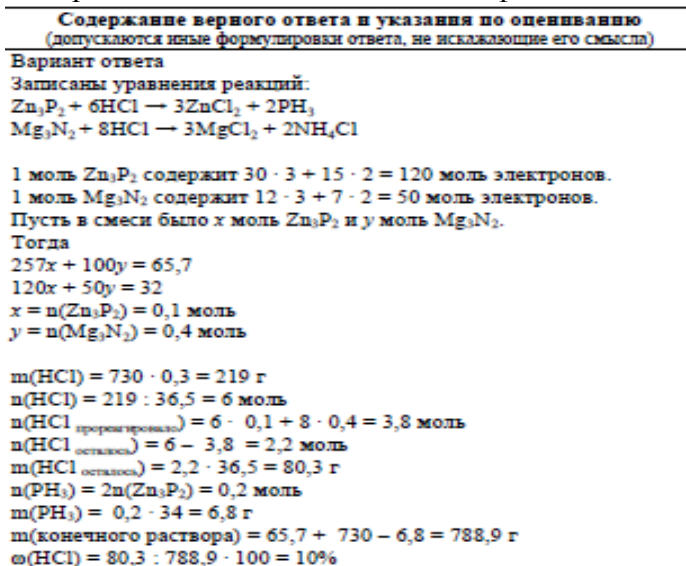 Содержание верного ответа и указания по оцениванию
(допускаются иные формулировки ответа, не искажающие его смысла)
Вариант ответа
Записаны уравнения реакций:
Zn₃P₂ + 6HCl → 3ZnCl₂ + 2PH₃
Mg₃N₂ + 8HCl → 3MgCl₂ + 2NH₄Cl
1 моль Zn₃P₂ содержит 30 · 3 + 15 · 2 = 120 моль электронов.
1 моль Mg₃N₂ содержит 12 · 3 + 7 · 2 = 50 моль электронов.
Пусть в смеси было x моль Zn₃P₂ и y моль Mg₃N₂.
Тогда
257x + 100y = 65,7
120x + 50y = 32
x = n(Zn₃P₂) = 0,1 моль
y = n(Mg₃N₂) = 0,4 моль
m(HCl) = 730 · 0,3 = 219 г
n(HCl) = 219 : 36,5 = 6 моль
n(HCl прореагировало) = 6 · 0,1 + 8 · 0,4 = 3,8 моль
n(HCl осталось) = 6 – 3,8 = 2,2 моль
m(HCl осталось) = 2,2 · 36,5 = 80,3 г
n(PH₃) = 2n(Zn₃P₂) = 0,2 моль
m(PH₃) = 0,2 · 34 = 6,8 г
m(конечного раствора) = 65,7 + 730 – 6,8 = 788,9 г
ω(HCl) = 80,3 : 788,9 · 100 = 10%